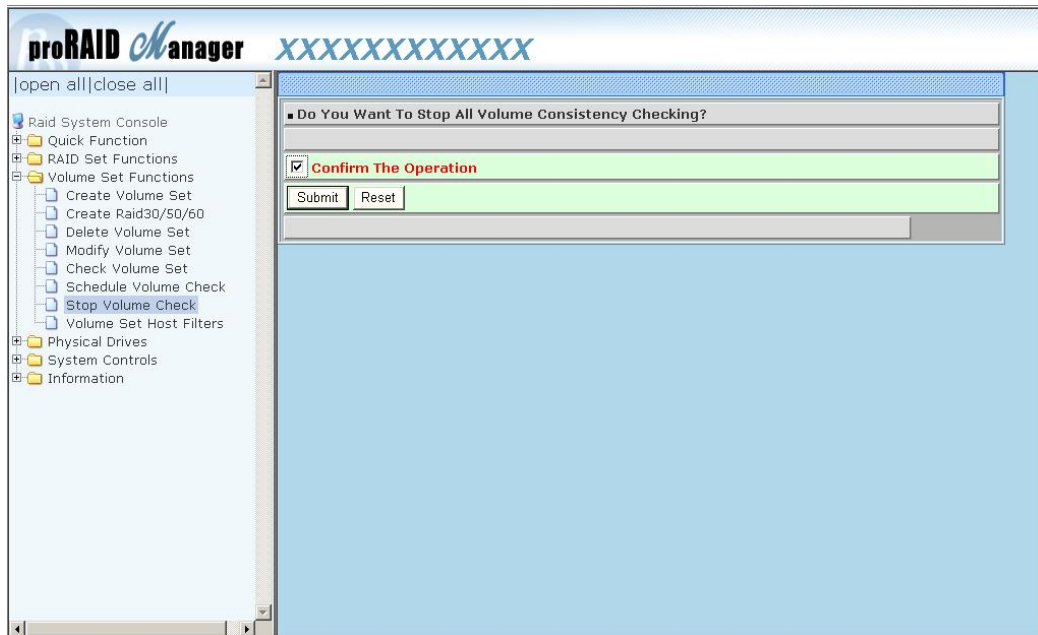 proRAID Manager XXXXXXXXXXXX
|open all|close all|
Raid System Console
Quick Function
RAID Set Functions
Volume Set Functions
Create Volume Set
Create Raid30/50/60
Delete Volume Set
Modify Volume Set
Check Volume Set
Schedule Volume Check
Stop Volume Check
Volume Set Host Filters
Physical Drives
System Controls
Information
Do You Want To Stop All Volume Consistency Checking?
Confirm The Operation
Submit Reset